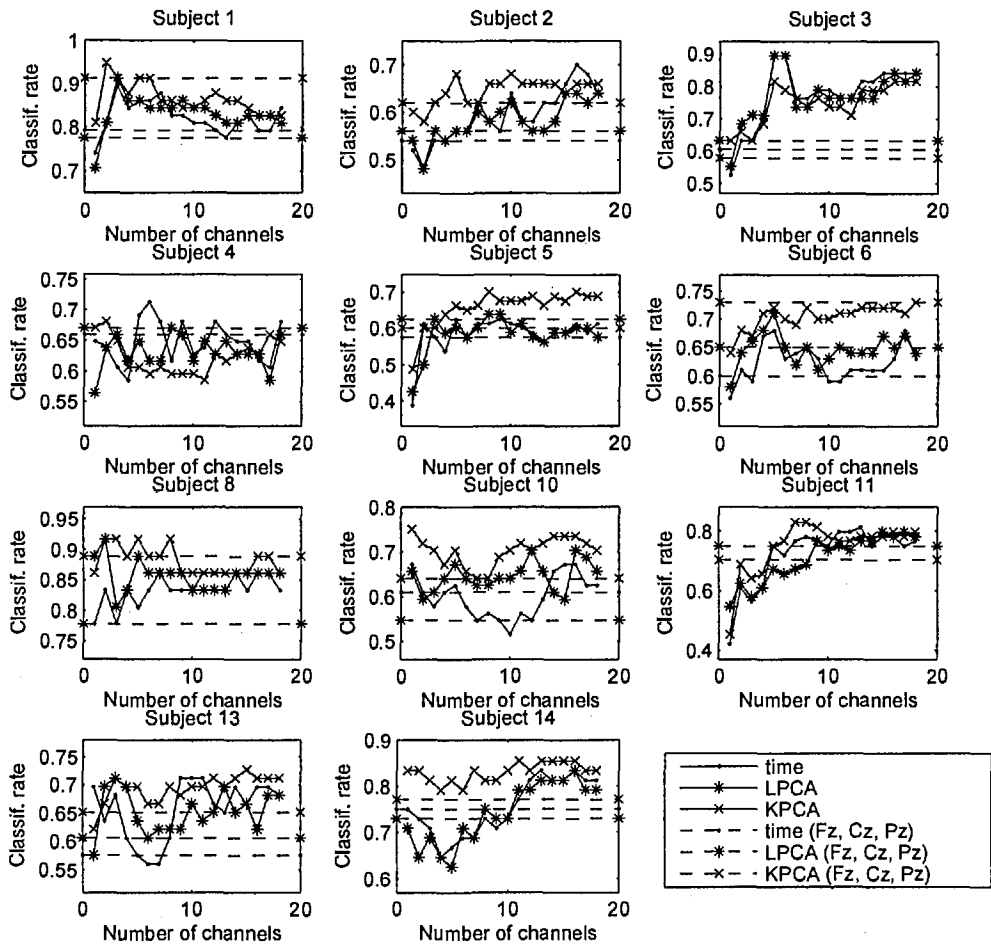 Subject 1
Classif. rate
1
0.9
0.8
0.7
0 10 20
Number of channels
Subject 2
Classif. rate
0.7
0.6
0.5
0 10 20
Number of channels
Subject 3
Classif. rate
0.9
0.8
0.7
0.6
0.5
0 10 20
Number of channels
Subject 4
Classif. rate
0.75
0.7
0.65
0.6
0.55
0 10 20
Number of channels
Subject 5
Classif. rate
0.7
0.6
0.5
0.4
0 10 20
Number of channels
Subject 6
Classif. rate
0.75
0.7
0.65
0.6
0.55
0 10 20
Number of channels
Subject 8
Classif. rate
0.95
0.9
0.85
0.8
0.75
0 10 20
Number of channels
Subject 10
Classif. rate
0.8
0.7
0.6
0.5
0 10 20
Number of channels
Subject 11
Classif. rate
0.8
0.6
0.4
0 10 20
Number of channels
Subject 13
Classif. rate
0.75
0.7
0.65
0.6
0.55
0 10 20
Number of channels
Subject 14
Classif. rate
0.9
0.8
0.7
0.6
0 10 20
Number of channels
time
LPCA
KPCA
time (Fz, Cz, Pz)
LPCA (Fz, Cz, Pz)
KPCA (Fz, Cz, Pz)